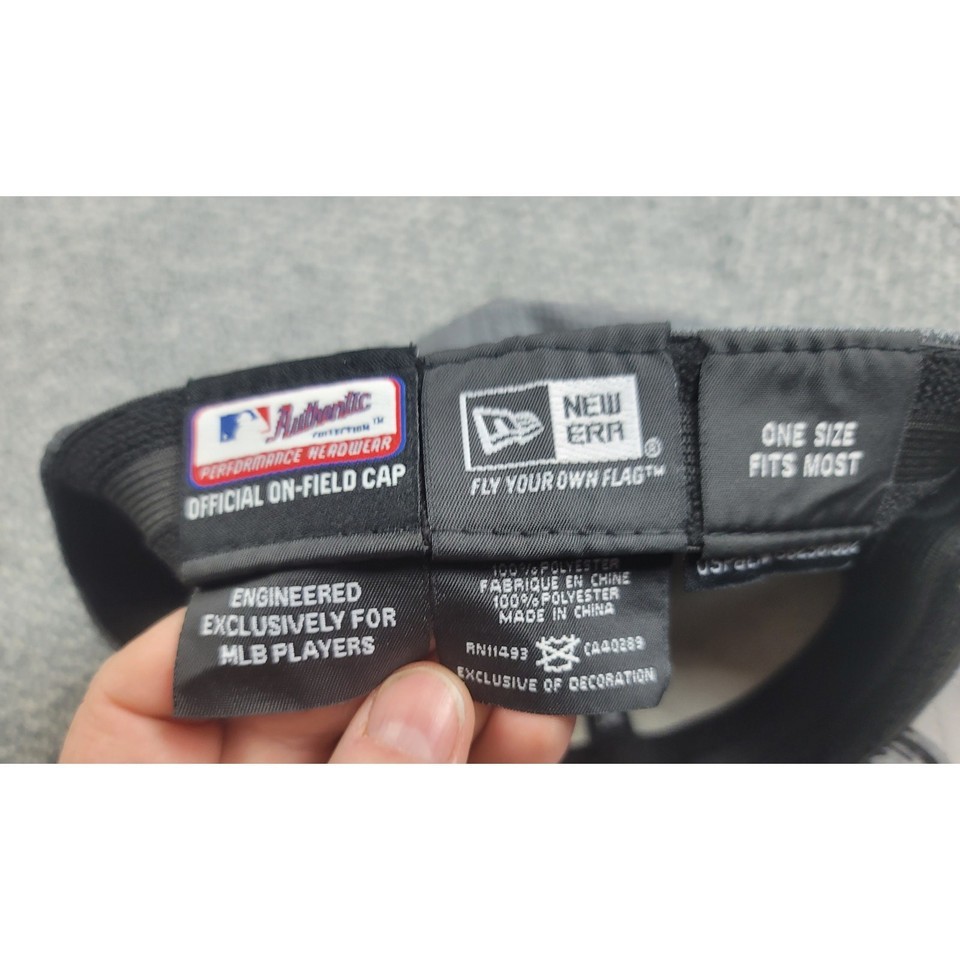 Authentic
COLLECTION™
PERFORMANCE HEADWEAR
OFFICIAL ON-FIELD CAP
ENGINEERED
EXCLUSIVELY FOR
MLB PLAYERS
NEW
ERA®
FLY YOUR OWN FLAG™
100% POLYESTER
FABRIQUE EN CHINE
100% POLYESTER
MADE IN CHINA
RN11493 CA40289
EXCLUSIVE OF DECORATION
ONE SIZE
FITS MOST